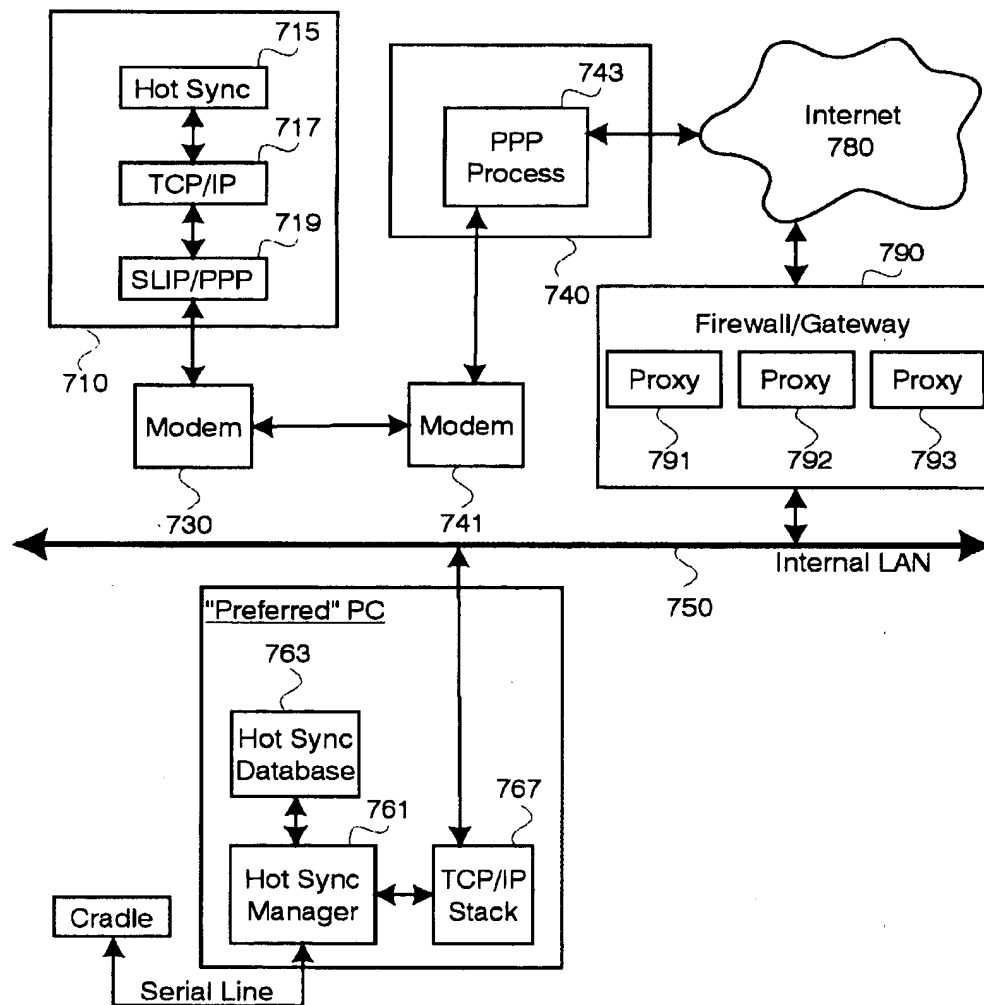 715
Hot Sync
717
TCP/IP
719
SLIP/PPP
710
Modem
730
743
PPP
Process
740
Modem
741
Internet
780
790
Firewall/Gateway
Proxy
Proxy
Proxy
791
792
793
Internal LAN
750
"Preferred" PC
763
Hot Sync
Database
761
Hot Sync
Manager
767
TCP/IP
Stack
Cradle
Serial Line